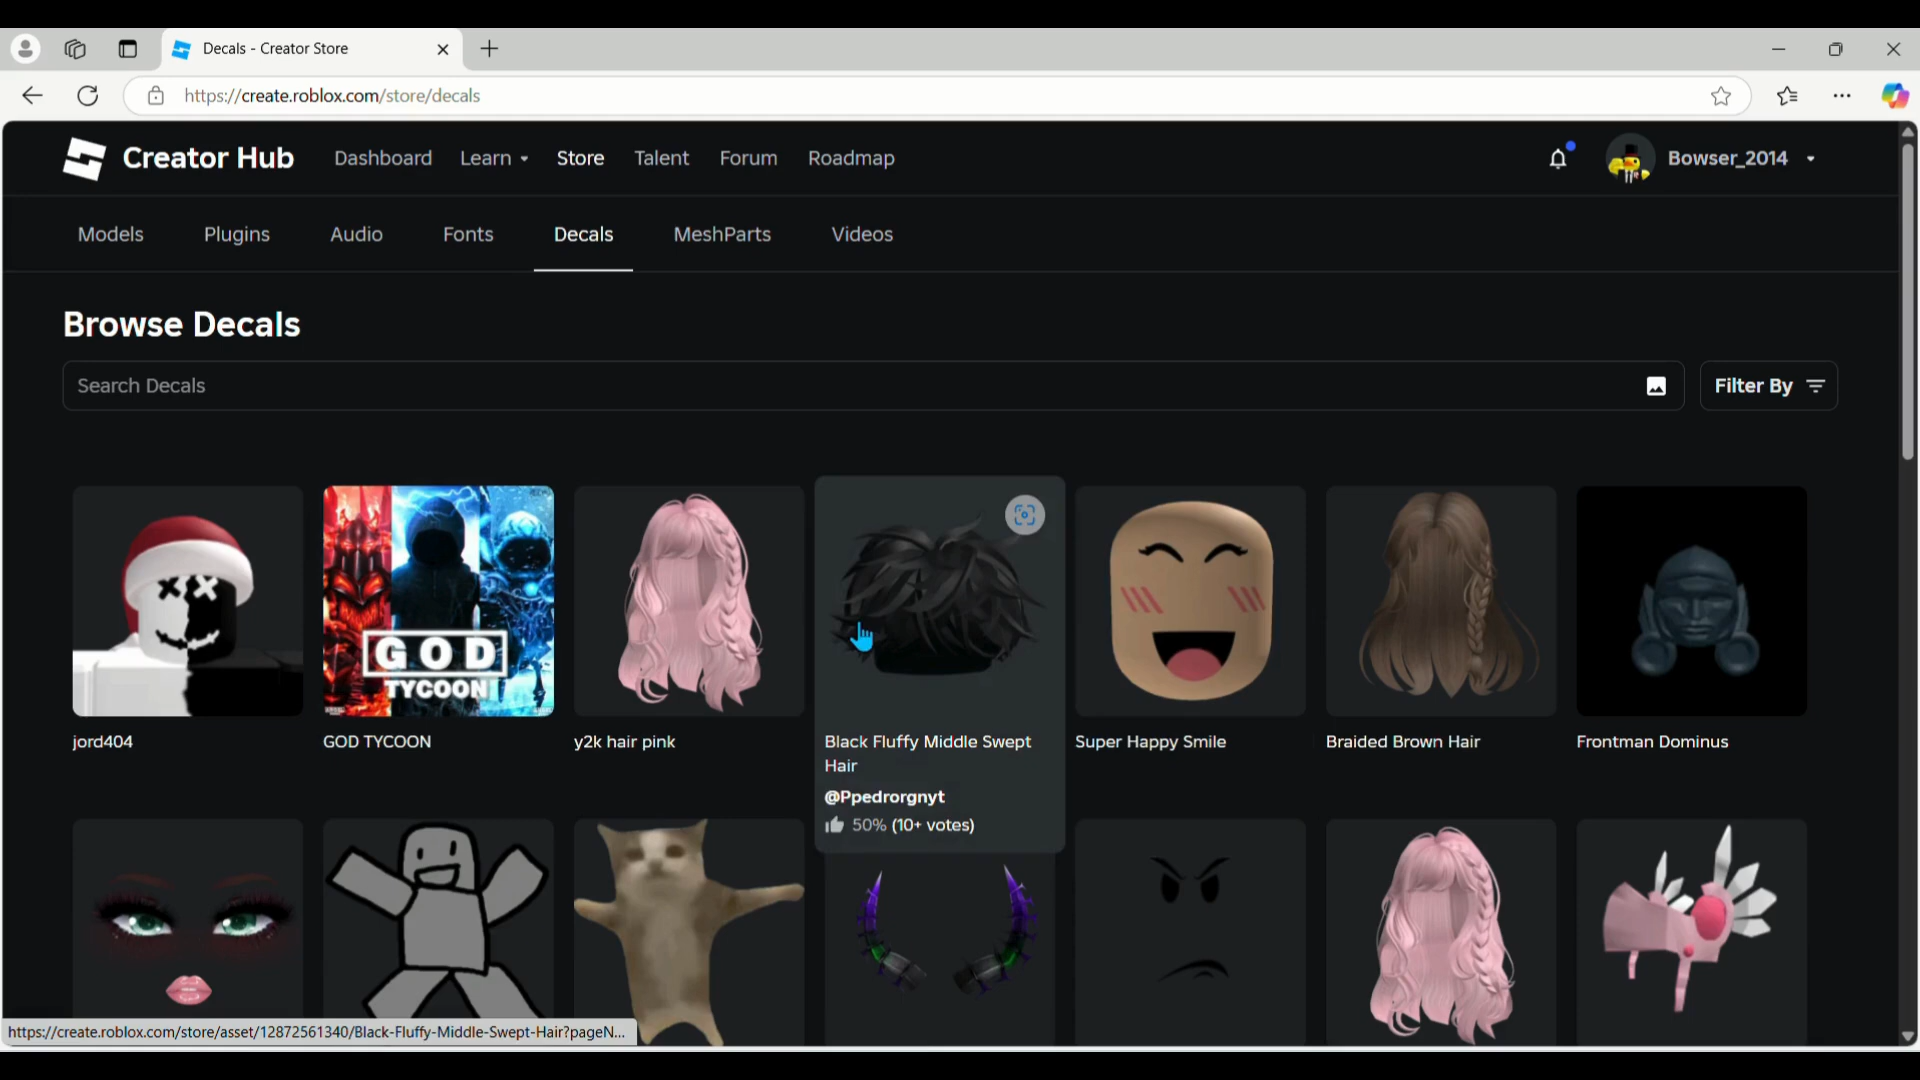 Decals - Creator Store
https://create.roblox.com/store/decals
Creator Hub Dashboard Learn Store Talent Forum Roadmap Bowser_2014
Models Plugins Audio Fonts Decals MeshParts Videos
Browse Decals
Search Decals Filter By
GOD
TYCOON
jord404 GOD TYCOON y2k hair pink Black Fluffy Middle Swept Super Happy Smile Braided Brown Hair Frontman Dominus
Hair
@Ppedrorgnyt
50% (10+ votes)
https://create.roblox.com/store/asset/12872561340/Black-Fluffy-Middle-Swept-Hair?pageN...